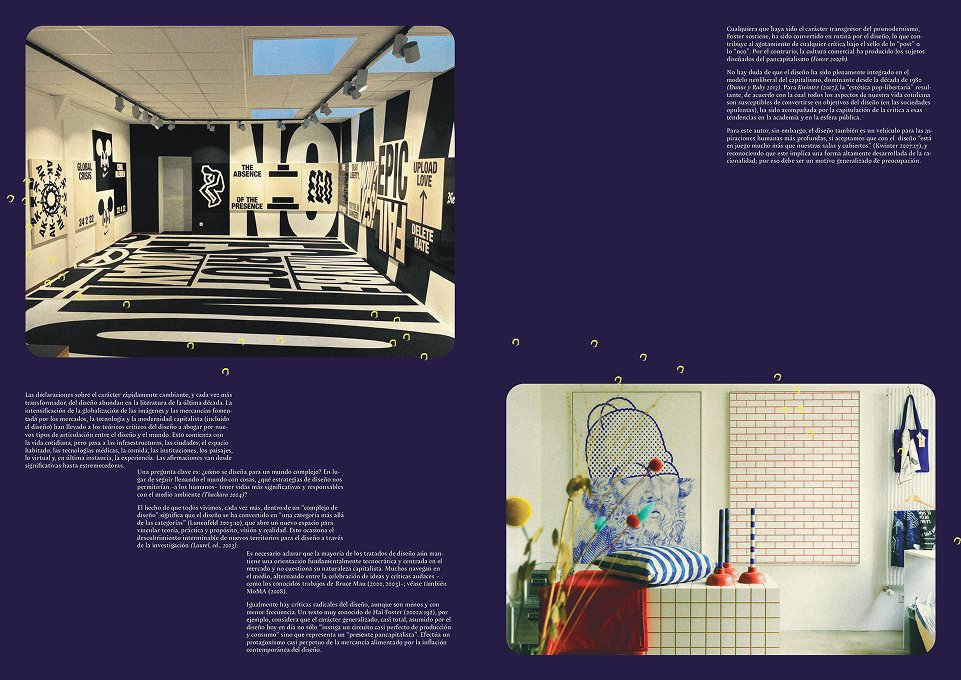 GLOBAL
CRISIS
24 2 22
NO
THE
ABSENCE
OF THE
PRESENCE
EPIC
FAIL
UPLOAD
LOVE
DELETE
HATE
Las declaraciones sobre el carácter rápidamente cambiante, y cada vez más
transformador, del diseño abundan en la literatura de la última década. La
intensificación de la globalización de las imágenes y las mercancías fomen-
tada por los mercados, la tecnología y la modernidad capitalista (incluido
el diseño) han llevado a los teóricos críticos del diseño a abogar por nue-
vos tipos de articulación entre el diseño y el mundo. Esto comienza con
la vida cotidiana, pero pasa a las infraestructuras, las ciudades, el espacio
habitado, las tecnologías médicas, la comida, las instituciones, los paisajes,
lo virtual y, en última instancia, la experiencia. Las afirmaciones van desde
significativas hasta estremecedoras.
Una pregunta clave es: ¿cómo se diseña para un mundo complejo? En lu-
gar de seguir llenando el mundo con cosas, ¿qué estrategias de diseño nos
permitirían –a los humanos– tener vidas más significativas y responsables
con el medio ambiente (Thackara 2004)?
El hecho de que todos vivimos, cada vez más, dentro de un “complejo de
diseño” significa que el diseño se ha convertido en “una categoría más allá
de las categorías” (Lunenfeld 2003:10), que abre un nuevo espacio para
vincular teoría, práctica y propósito, visión y realidad. Esto ocasiona el
descubrimiento interminable de nuevos territorios para el diseño a través
de la investigación (Laurel, ed., 2003).
Es necesario aclarar que la mayoría de los tratados de diseño aún man-
tiene una orientación fundamentalmente tecnocrática y centrada en el
mercado y no cuestiona su naturaleza capitalista. Muchos navegan en
el medio, alternando entre la celebración de ideas y críticas audaces –
como los conocidos trabajos de Bruce Mau (2000, 2003)–; véase también
MoMA (2008).
Igualmente hay críticas radicales del diseño, aunque son menos y con
menor frecuencia. Un texto muy conocido de Hal Foster (2002a:192), por
ejemplo, considera que el carácter generalizado, casi total, asumido por el
diseño hoy en día no sólo “instiga un circuito casi perfecto de producción
y consumo” sino que representa un “presente pancapitalista”. Efectúa un
protagonismo casi perpetuo de la mercancía alimentado por la inflación
contemporánea del diseño.
Cualquiera que haya sido el carácter transgresor del posmodernismo,
Foster sostiene, ha sido convertido en rutina por el diseño, lo que con-
tribuye al agotamiento de cualquier crítica bajo el sello de lo “post” o
lo “neo”. Por el contrario, la cultura comercial ha producido los sujetos
diseñados del pancapitalismo (Foster 2002b).
No hay duda de que el diseño ha sido plenamente integrado en el
modelo neoliberal del capitalismo, dominante desde la década de 1980
(Dunne y Raby 2013). Para Kwinter (2007), la “estética pop-libertaria” resul-
tante, de acuerdo con la cual todos los aspectos de nuestra vida cotidiana
son susceptibles de convertirse en objetivos del diseño (en las sociedades
opulentas), ha sido acompañada por la capitulación de la crítica a esas
tendencias en la academia y en la esfera pública.
Para este autor, sin embargo, el diseño también es un vehículo para las as-
piraciones humanas más profundas, si aceptamos que con el diseño “está
en juego mucho más que nuestras salas y cubiertos” (Kwinter 2007:17), y
reconociendo que este implica una forma altamente desarrollada de la ra-
cionalidad; por eso debe ser un motivo generalizado de preocupación.